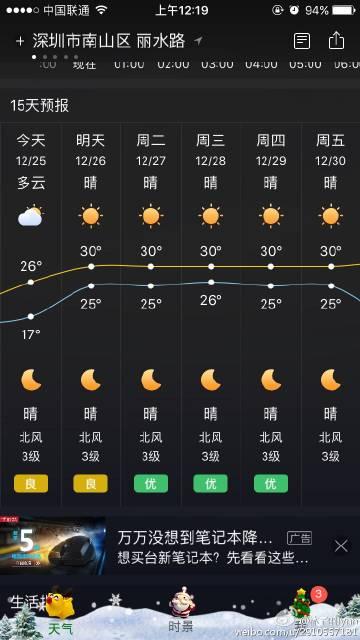 中国联通 上午12:19 94%
+ 深圳市南山区 丽水路
:00 现在 01:00 02:00 03:00 04:00 05:00 06:0
15天预报
今天 明天 周二 周三 周四 周五
12/25 12/26 12/27 12/28 12/29 12/30
多云 晴 晴 晴 晴 晴
26° 30° 30° 30° 30° 30°
17° 25° 25° 26° 25° 25°
晴 晴 晴 晴 晴 晴
北风 北风 北风 北风 北风 北风
3级 3级 3级 3级 3级 3级
良 良 优 优 优
5
万万没想到笔记本降... 广告
想买台新笔记本？先看看这些...
生活指
3
天气 时景 我